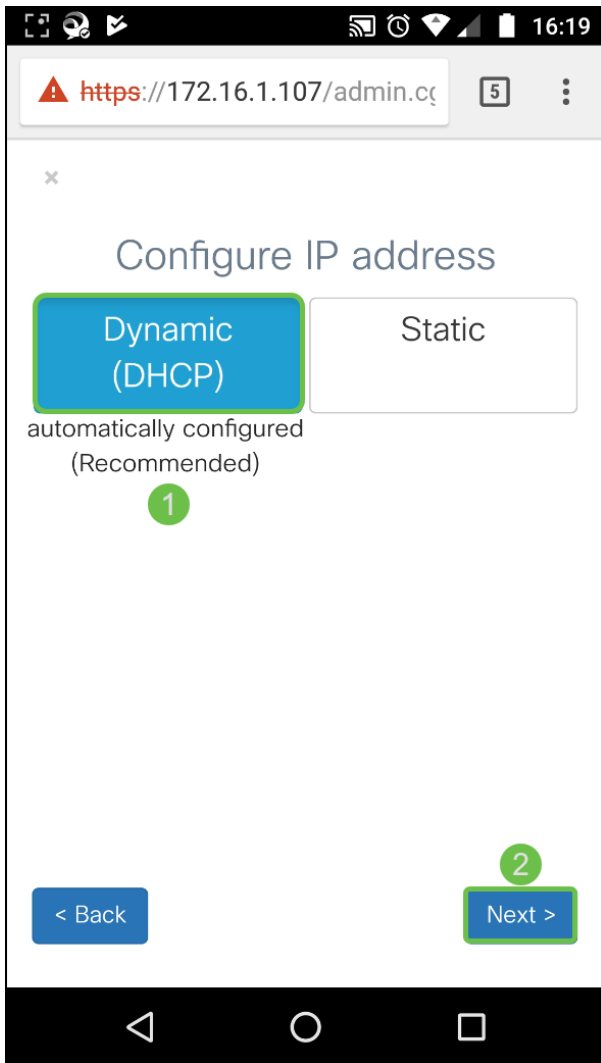 16:19
https://172.16.1.107/admin.cg
5
×
Configure IP address
Dynamic
(DHCP)
Static
automatically configured
(Recommended)
1
2
< Back
Next >